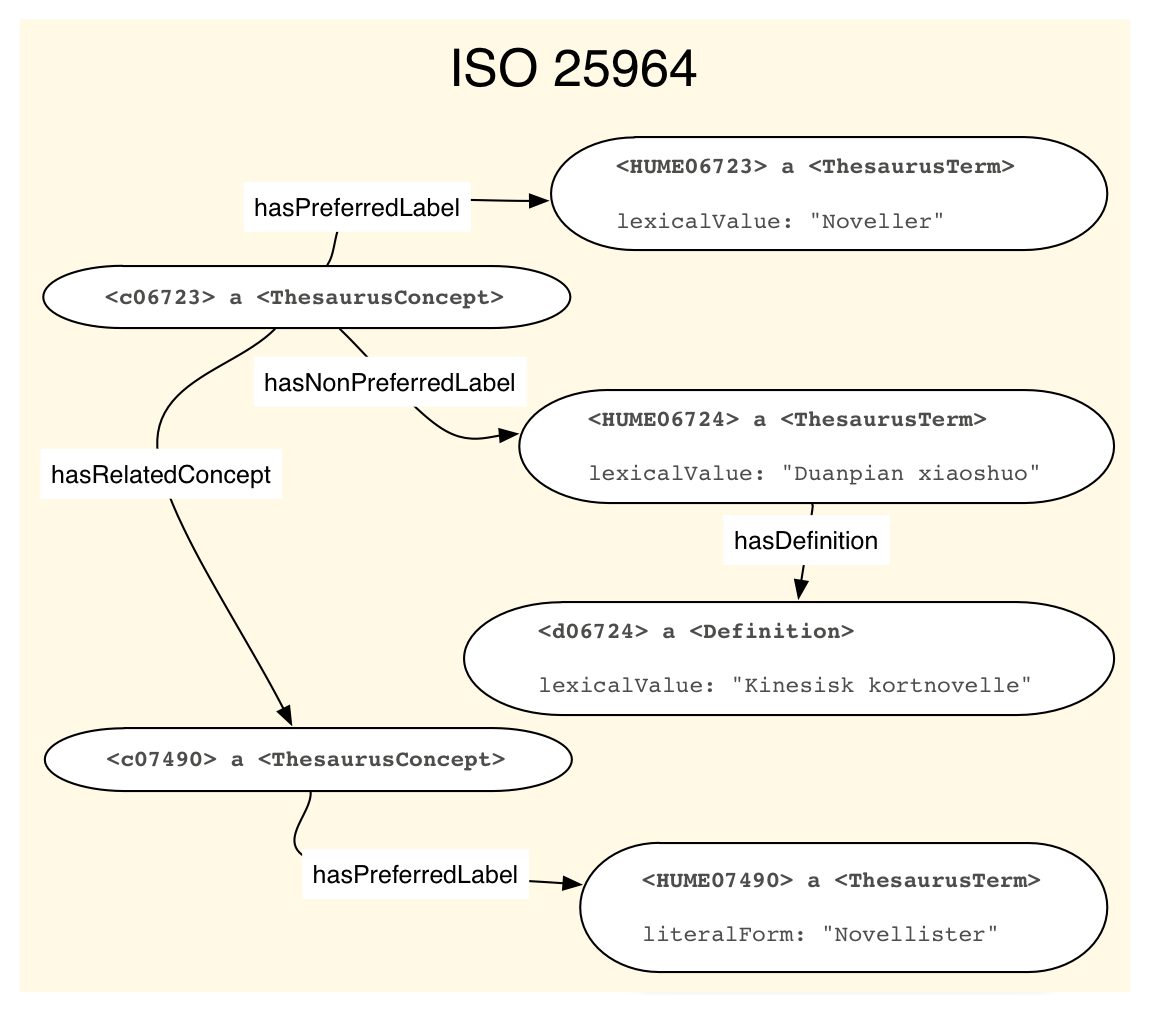 ISO 25964
<HUME06723> a <ThesaurusTerm>
hasPreferredLabel
lexicalValue: "Noveller"
<c06723> a <ThesaurusConcept>
hasNonPreferredLabel
<HUME06724> a <ThesaurusTerm>
hasRelatedConcept
lexicalValue: "Duanpian xiaoshuo"
hasDefinition
<d06724> a <Definition>
lexicalValue: "Kinesisk kortnovelle"
<c07490> a <ThesaurusConcept>
hasPreferredLabel
<HUME07490> a <ThesaurusTerm>
literalForm: "Novellister"